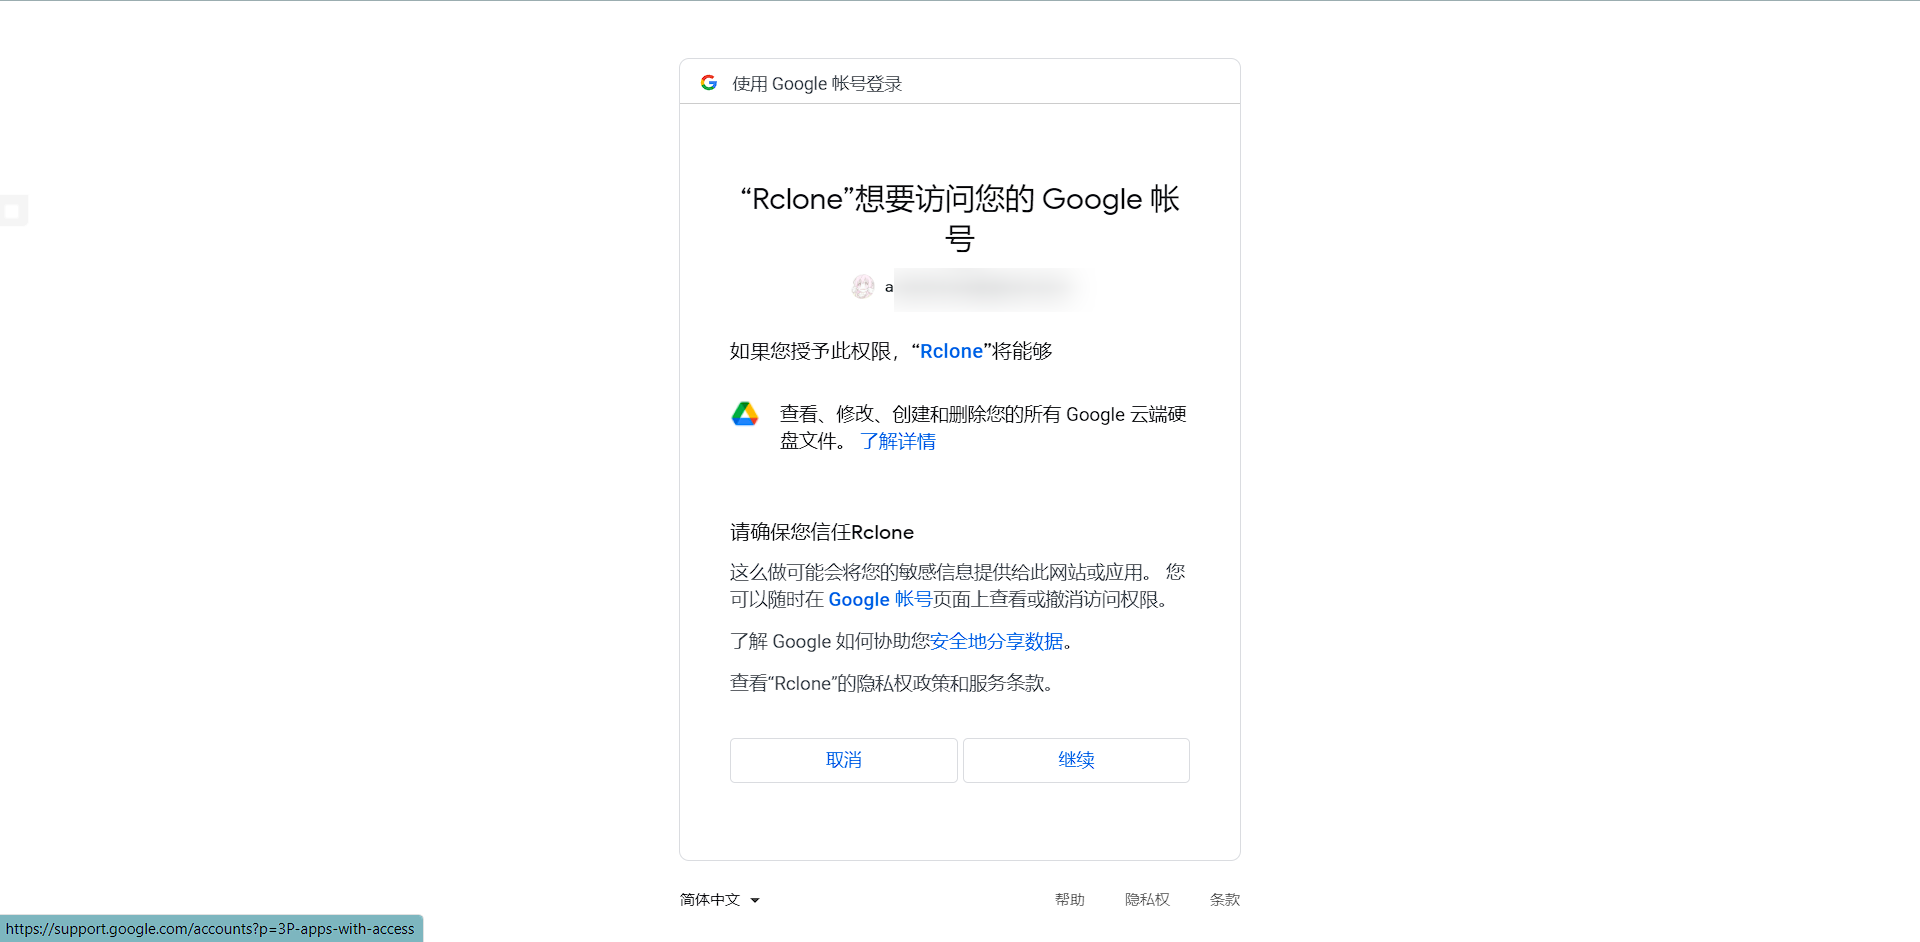 使用 Google 帐号登录
“Rclone”想要访问您的 Google 帐
号
a
如果您授予此权限，“Rclone”将能够
查看、修改、创建和删除您的所有 Google 云端硬
盘文件。 了解详情
请确保您信任Rclone
这么做可能会将您的敏感信息提供给此网站或应用。 您
可以随时在 Google 帐号页面上查看或撤消访问权限。
了解 Google 如何协助您安全地分享数据。
查看“Rclone”的隐私权政策和服务条款。
取消 继续
简体中文 帮助 隐私权 条款
https://support.google.com/accounts?p=3P-apps-with-access